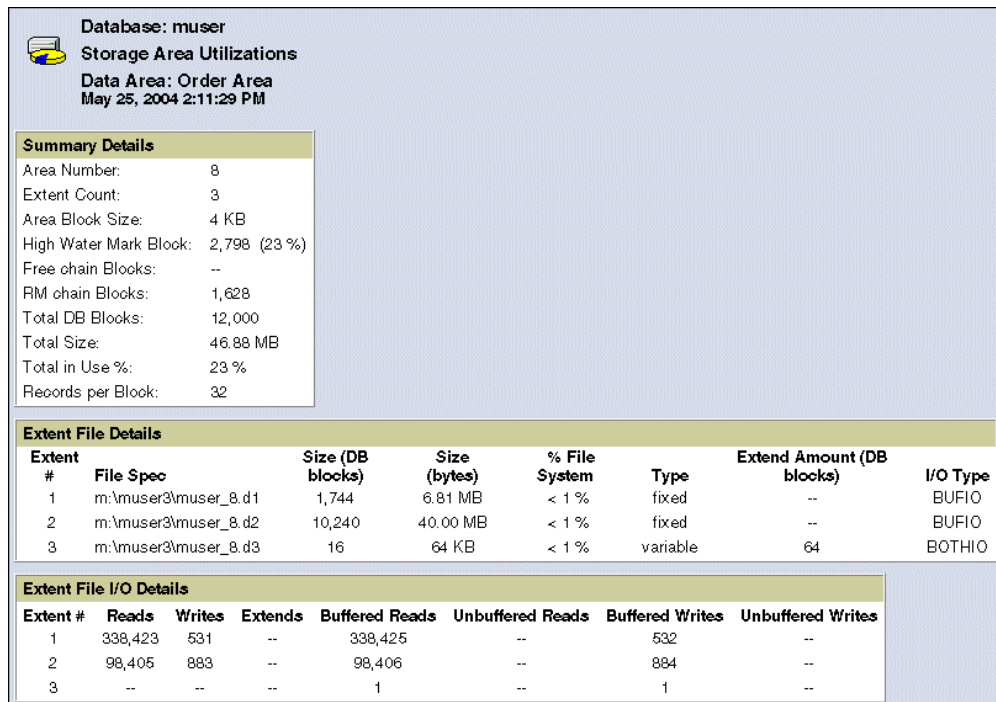 Database: muser
Storage Area Utilizations
Data Area: Order Area
May 25, 2004 2:11:29 PM
Summary Details
Area Number: 8
Extent Count: 3
Area Block Size: 4 KB
High Water Mark Block: 2,798 (23 %)
Free chain Blocks: --
RM chain Blocks: 1,628
Total DB Blocks: 12,000
Total Size: 46.88 MB
Total in Use %: 23 %
Records per Block: 32
Extent File Details
Extent # File Spec Size (DB blocks) Size (bytes) % File System Type Extend Amount (DB blocks) I/O Type
1 m:\muser3\muser_8.d1 1,744 6.81 MB < 1 % fixed -- BUFIO
2 m:\muser3\muser_8.d2 10,240 40.00 MB < 1 % fixed -- BUFIO
3 m:\muser3\muser_8.d3 16 64 KB < 1 % variable 64 BOTHIO
Extent File I/O Details
Extent # Reads Writes Extends Buffered Reads Unbuffered Reads Buffered Writes Unbuffered Writes
1 338,423 531 -- 338,425 -- 532 --
2 98,405 883 -- 98,406 -- 884 --
3 -- -- -- 1 -- 1 --